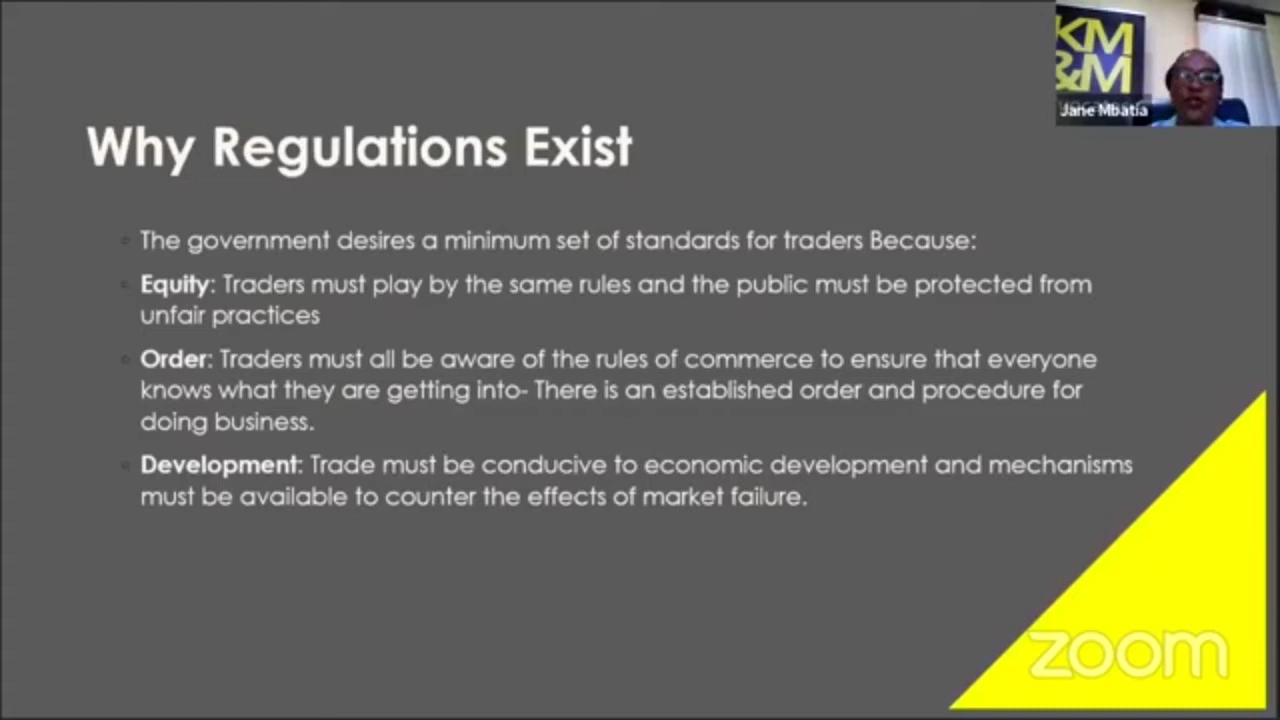 KM
&M
Jane Mbatia
Why Regulations Exist
The government desires a minimum set of standards for traders Because:
Equity: Traders must play by the same rules and the public must be protected from
unfair practices
Order: Traders must all be aware of the rules of commerce to ensure that everyone
knows what they are getting into- There is an established order and procedure for
doing business.
Development: Trade must be conducive to economic development and mechanisms
must be available to counter the effects of market failure.
zoom